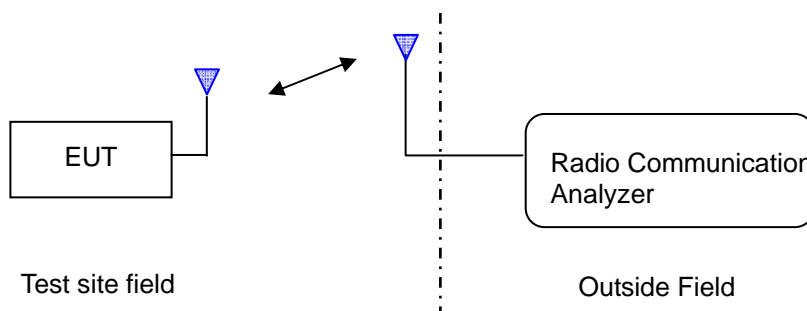 EUT
Radio Communication
Analyzer
Test site field
Outside Field